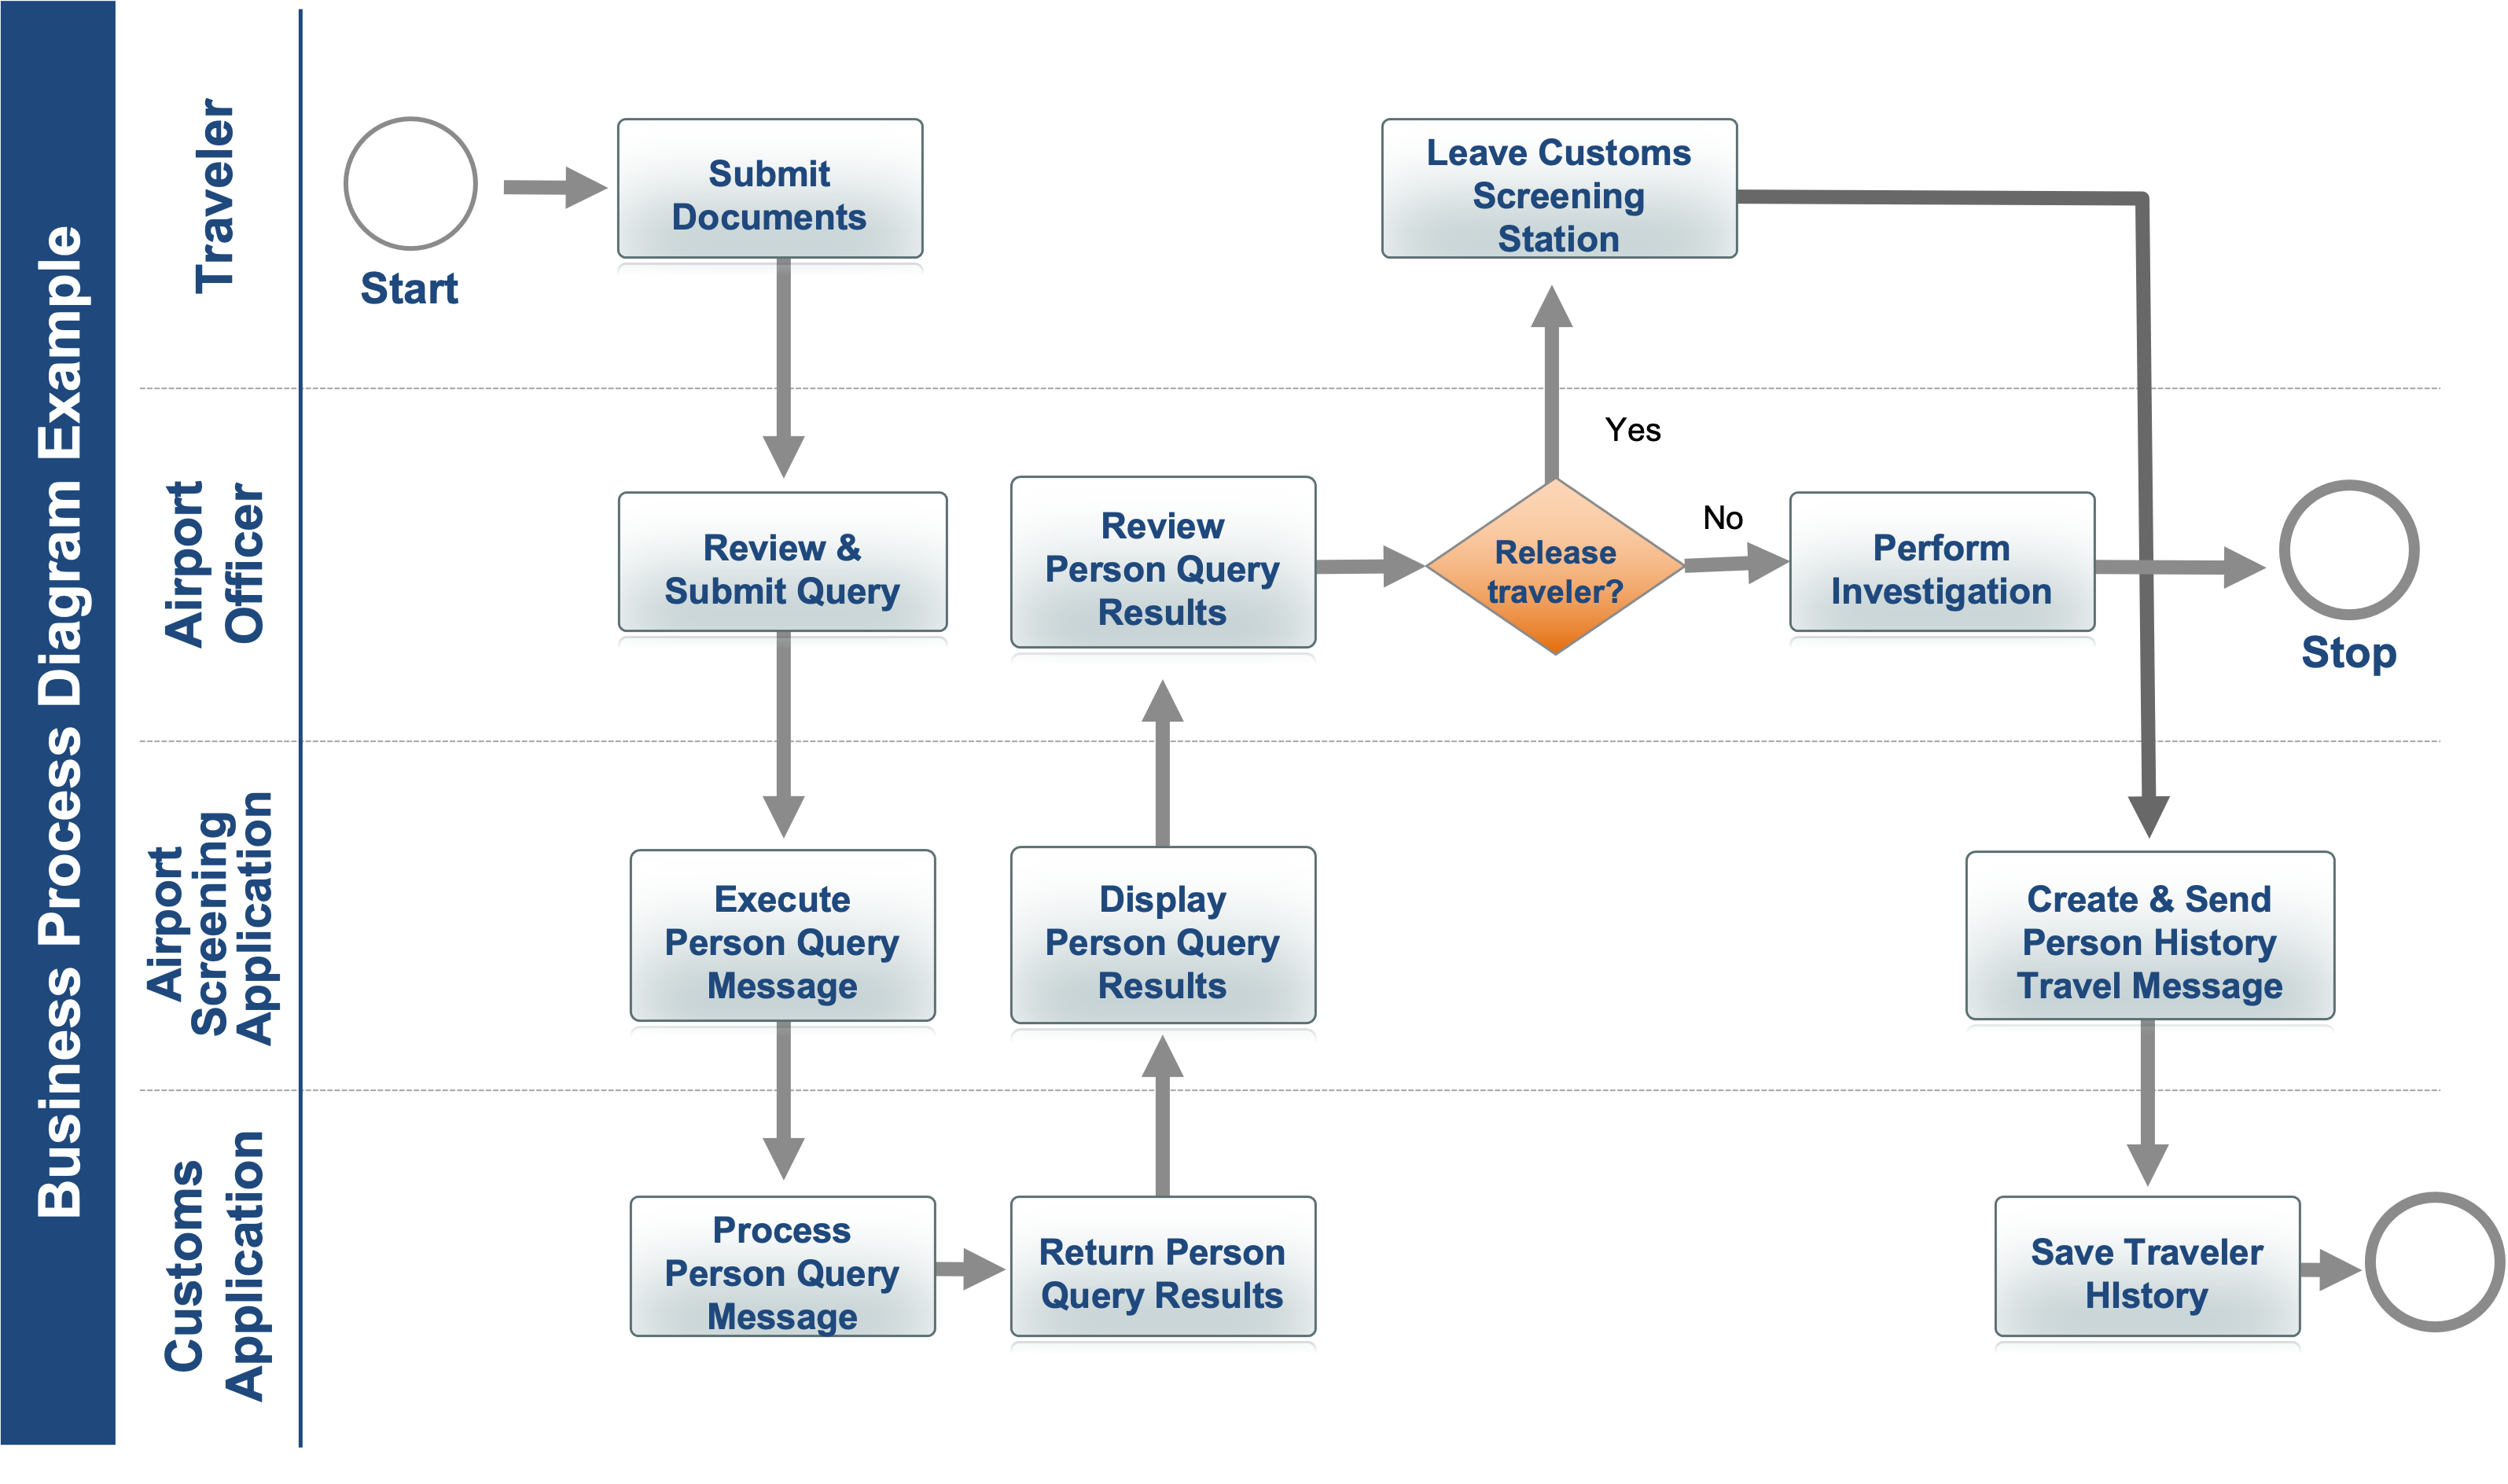 Business Process Diagram Example
Traveler
Start
Submit
Documents
Leave Customs
Screening
Station
Airport
Officer
Review &
Submit Query
Review
Person Query
Results
Release
traveler?
Yes
No
Perform
Investigation
Stop
Airport
Screening
Application
Execute
Person Query
Message
Display
Person Query
Results
Create & Send
Person History
Travel Message
Customs
Application
Process
Person Query
Message
Return Person
Query Results
Save Traveler
HIstory